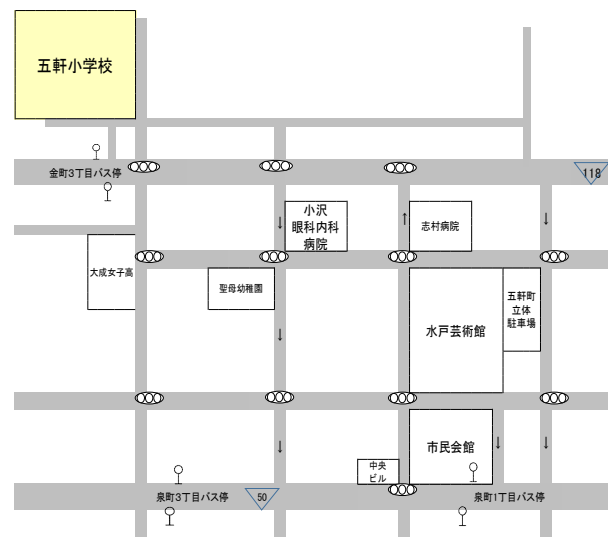 五軒小学校
金町3丁目バス停
118
小沢
眼科内科
病院
↓
↑
志村病院
↓
大成女子高
聖母幼稚園
水戸芸術館
五軒町
立体
駐車場
↓
市民会館
中央
ビル
↓
↓
↓
泉町3丁目バス停
50
泉町1丁目バス停